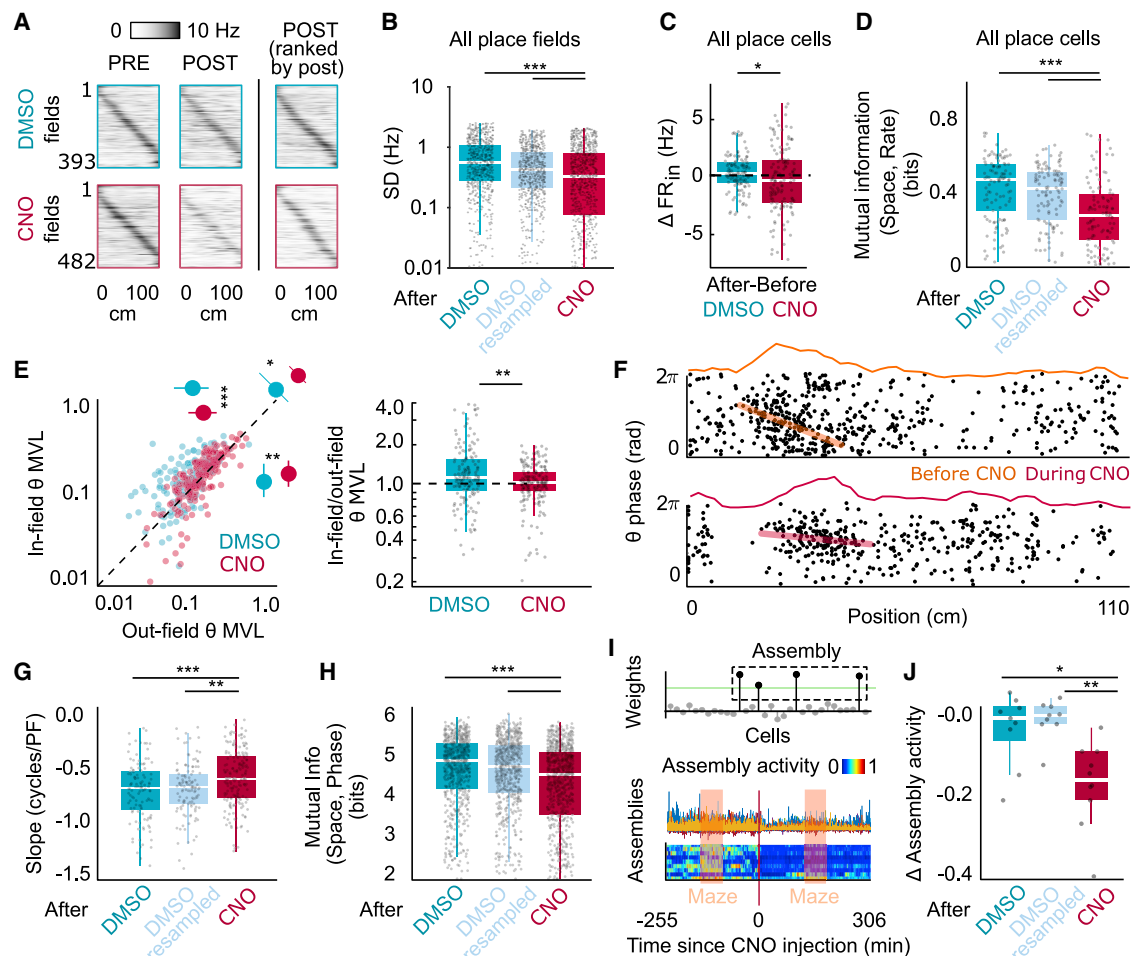 A
0 10 Hz
PRE
POST
POST
(ranked
by post)
DMSO
fields
1
393
CNO
fields
1
482
0 100
cm
0 100
cm
0 100
cm
B
All place fields
***
SD (Hz)
10
1.0
0.1
0.01
After
DMSO
DMSO
resampled
CNO
C
All place cells
*
Δ FRin (Hz)
5
0
-5
After-Before
DMSO CNO
D
All place cells
***
Mutual information
(Space, Rate)
(bits)
0.8
0.4
0
After
DMSO
DMSO
resampled
CNO
E
*
***
**
In-field θ MVL
1.0
0.1
0.01
DMSO
CNO
0.01 0.1 1.0
Out-field θ MVL
**
In-field/out-field
θ MVL
4.0
2.0
1.0
0.6
0.4
0.2
DMSO CNO
F
θ phase (rad)
2π
0
Before CNO During CNO
2π
0
0 110
Position (cm)
G
***
**
Slope (cycles/PF)
0.0
-0.5
-1.0
-1.5
After
DMSO
DMSO
resampled
CNO
H
***
Mutual Info
(Space, Phase)
(bits)
6
5
4
3
2
After
DMSO
DMSO
resampled
CNO
I
Assembly
Weights
Cells
Assembly activity 0 1
Assemblies
Maze Maze
-255 0 306
Time since CNO injection (min)
J
*
**
Δ Assembly activity
-0.0
-0.2
-0.4
After
DMSO
DMSO
resampled
CNO